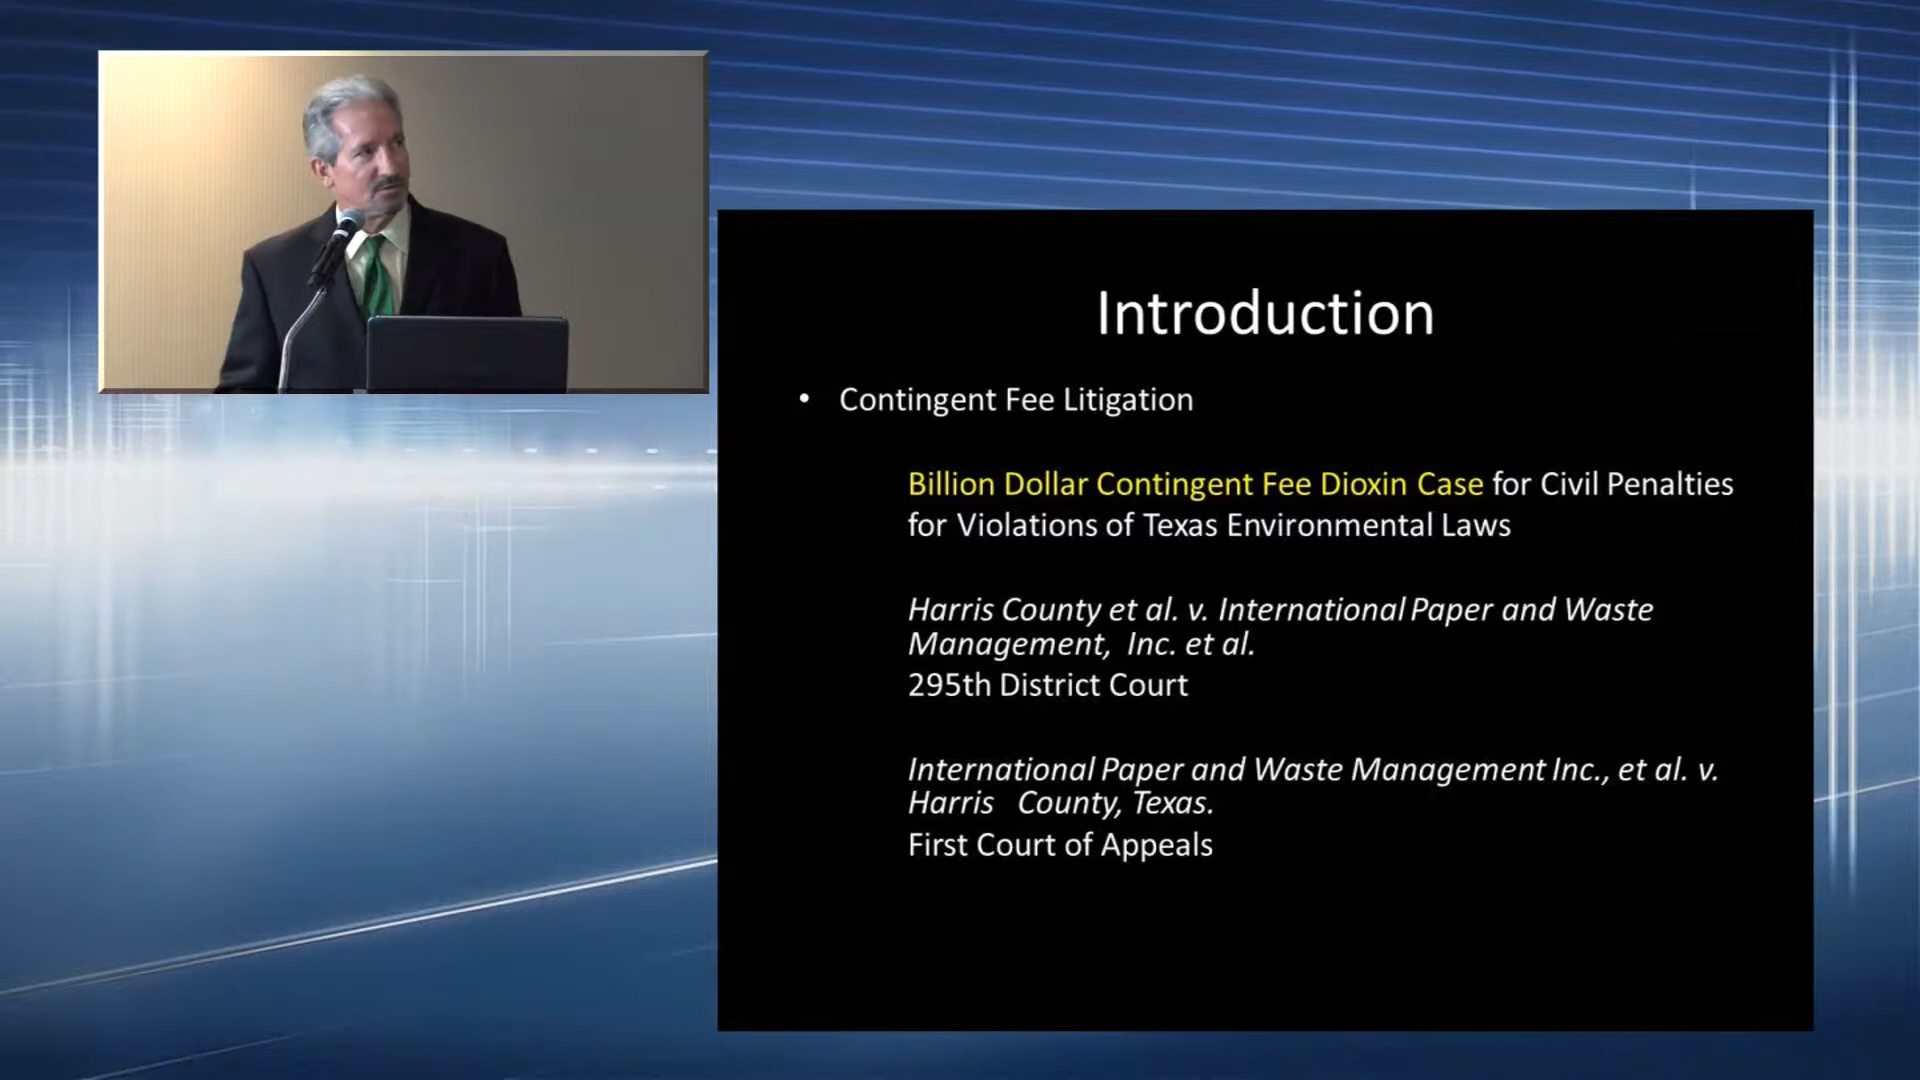 Introduction
• Contingent Fee Litigation
Billion Dollar Contingent Fee Dioxin Case for Civil Penalties
for Violations of Texas Environmental Laws
Harris County et al. v. International Paper and Waste
Management, Inc. et al.
295th District Court
International Paper and Waste Management Inc., et al. v.
Harris County, Texas.
First Court of Appeals